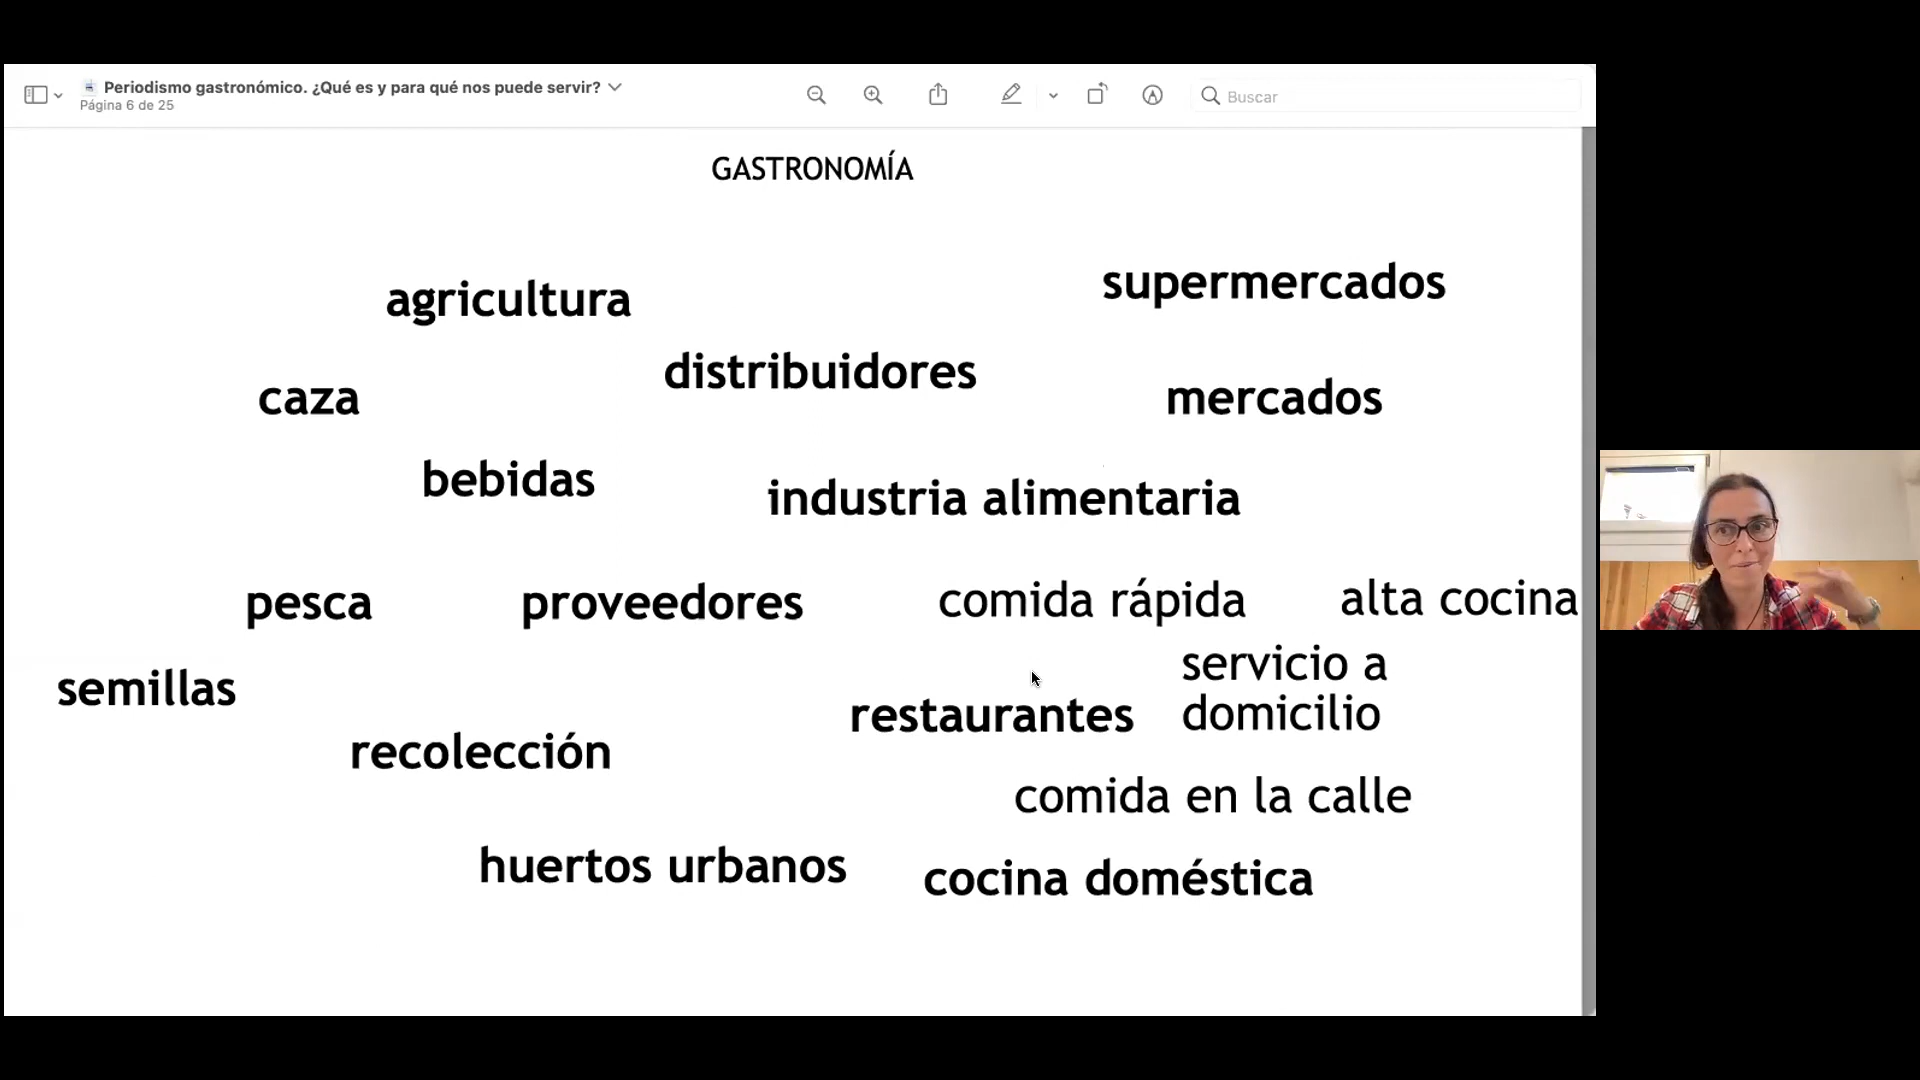 Periodismo gastronómico. ¿Qué es y para qué nos puede servir?
Página 6 de 25
Buscar
GASTRONOMÍA
agricultura
supermercados
distribuidores
caza
mercados
bebidas
industria alimentaria
pesca
proveedores
comida rápida
alta cocina
semillas
servicio a
domicilio
restaurantes
recolección
comida en la calle
huertos urbanos
cocina doméstica